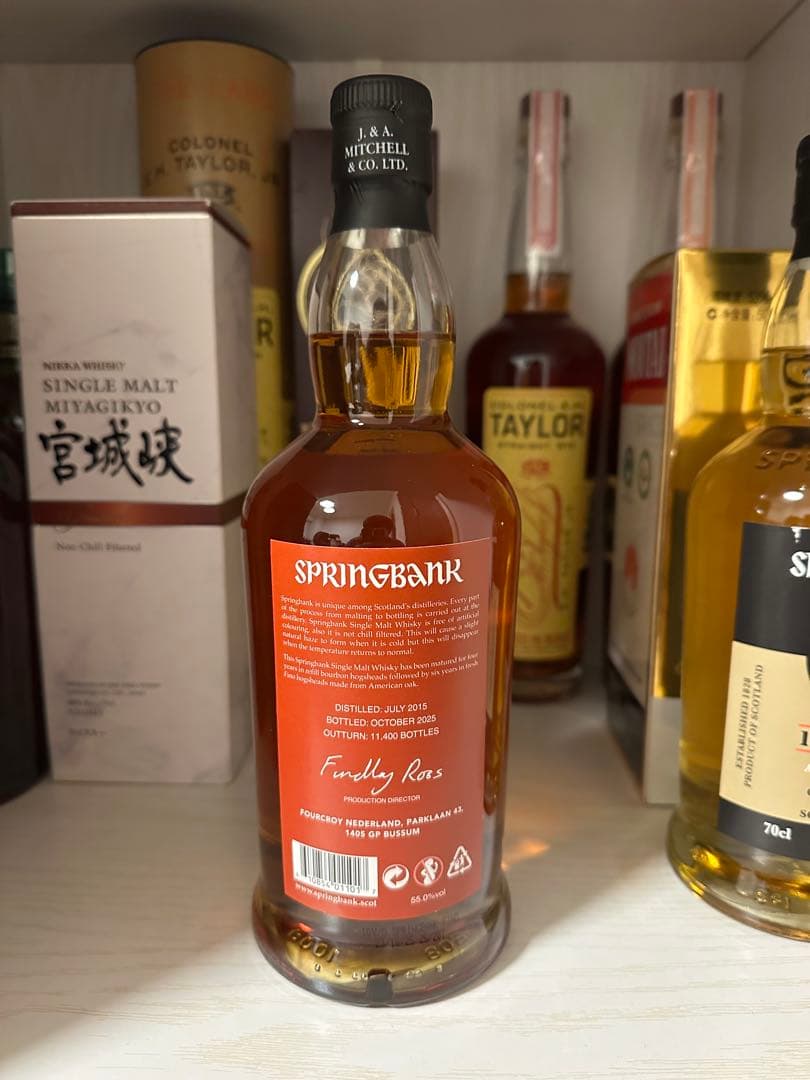 J. & A.
MITCHELL
& CO. LTD.
COLONEL
E.H. TAYLOR, JR.
NIKKA WHISKY
SINGLE MALT
MIYAGIKYO
宮城峡
Non-Chill Filtered
COLONEL E.H.
TAYLOR
STRAIGHT RYE
SPRINGBANK
Springbank is unique among Scotland's distilleries. Every part
of the process from malting to bottling is carried out at the
distillery. Springbank Single Malt Whisky is free of artificial
colouring, also it is not chill filtered. This will cause a slight
natural haze to form when it is cold but this will disappear
when the temperature returns to normal.
This Springbank Single Malt Whisky has been matured for four
years in refill bourbon hogsheads followed by six years in fresh
Fino hogsheads made from American oak.
DISTILLED: JULY 2015
BOTTLED: OCTOBER 2025
OUTTURN: 11,400 BOTTLES
Findlay Ross
PRODUCTION DIRECTOR
FOURCROY NEDERLAND, PARKLAAN 43,
1405 GP BUSSUM
www.springbank.scot
55.0%vol
ESTABLISHED 1828
PRODUCT OF SCOTLAND
70cl